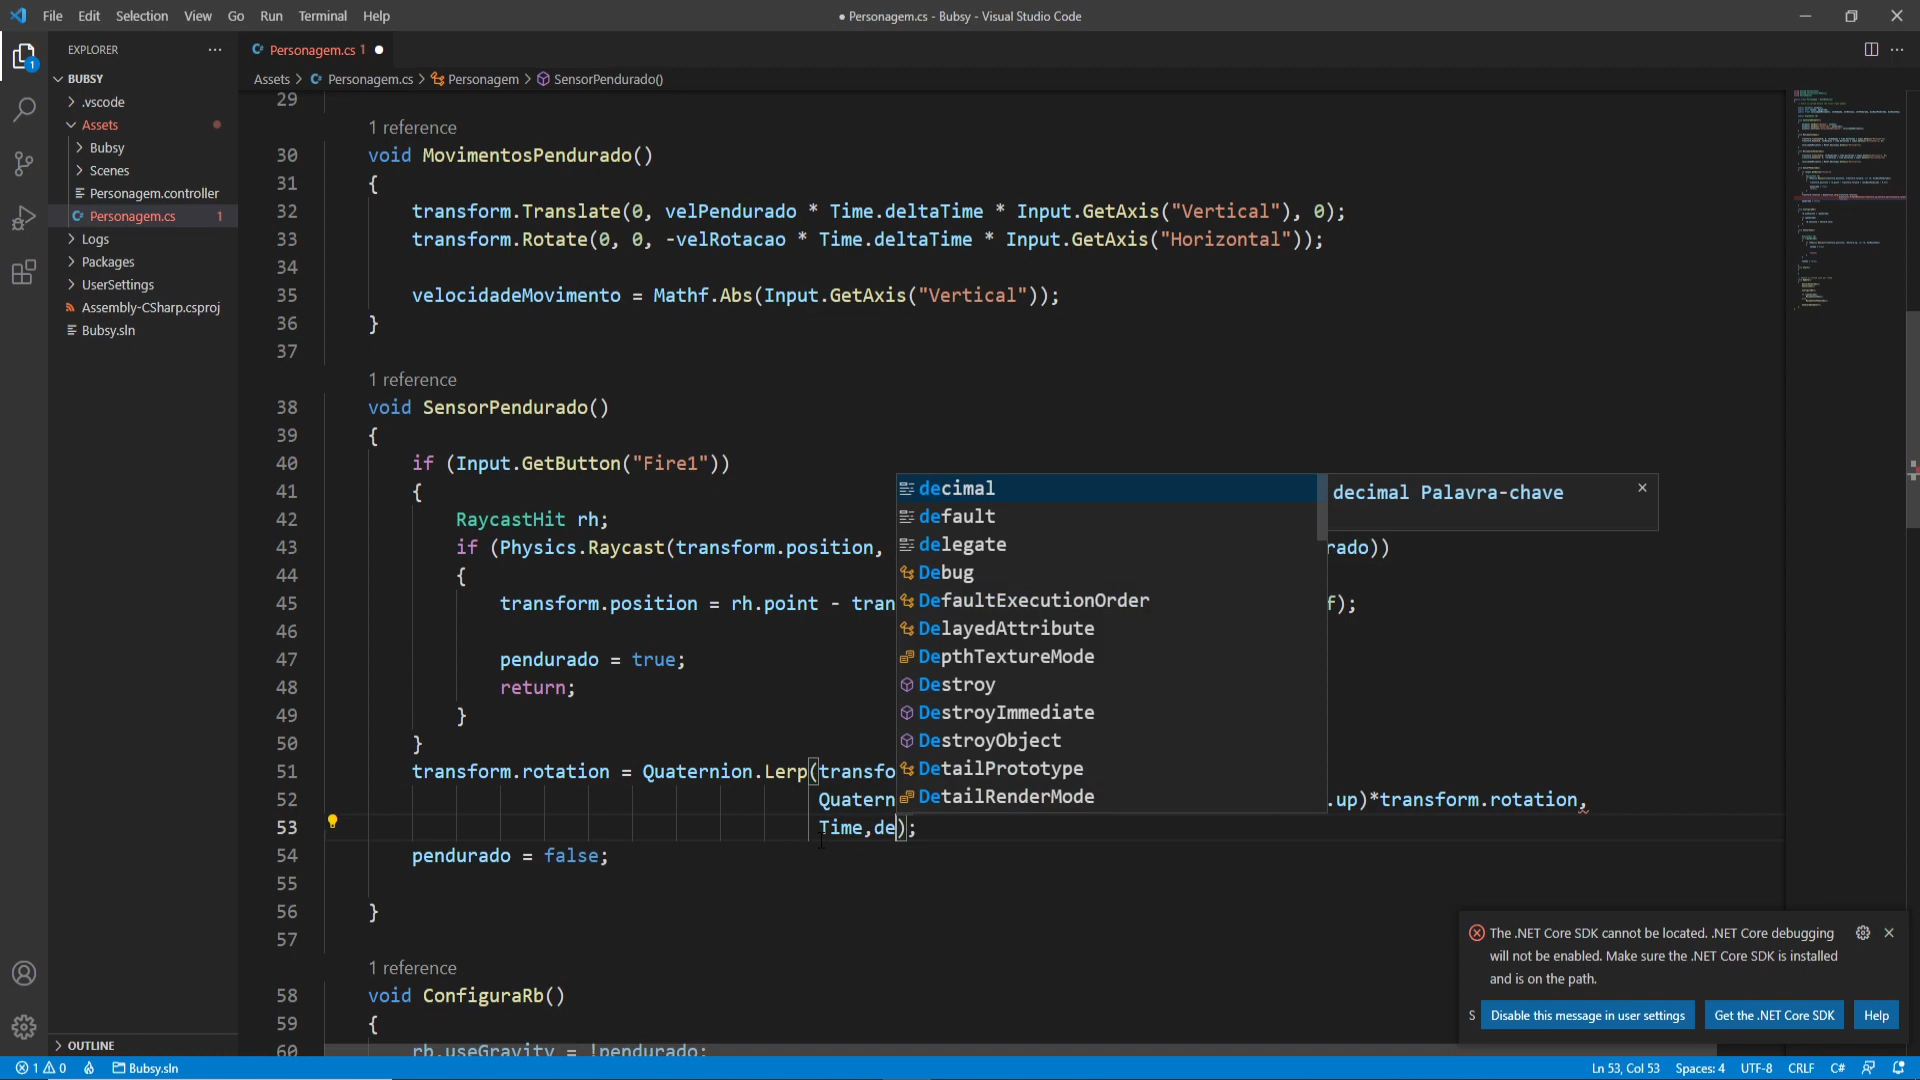 File Edit Selection View Go Run Terminal Help
● Personagem.cs - Bubsy - Visual Studio Code
EXPLORER
BUBSY
.vscode
Assets
Bubsy
Scenes
Personagem.controller
Personagem.cs 1
Logs
Packages
UserSettings
Assembly-CSharp.csproj
Bubsy.sln
OUTLINE
Personagem.cs 1
Assets > Personagem.cs > Personagem > SensorPendurado()
29
1 reference
30 void MovimentosPendurado()
31 {
32 transform.Translate(0, velPendurado * Time.deltaTime * Input.GetAxis("Vertical"), 0);
33 transform.Rotate(0, 0, -velRotacao * Time.deltaTime * Input.GetAxis("Horizontal"));
34
35 velocidadeMovimento = Mathf.Abs(Input.GetAxis("Vertical"));
36 }
37
1 reference
38 void SensorPendurado()
39 {
40 if (Input.GetButton("Fire1"))
41 {
42 RaycastHit rh;
43 if (Physics.Raycast(transform.position, rado))
44 {
45 transform.position = rh.point - tran f);
46
47 pendurado = true;
48 return;
49 }
50 }
51 transform.rotation = Quaternion.Lerp(transfo
52 Quatern .up)*transform.rotation,
53 Time,de);
54 pendurado = false;
55
56 }
57
1 reference
58 void ConfiguraRb()
59 {
60 rb.useGravity = !pendurado;
decimal
default
delegate
Debug
DefaultExecutionOrder
DelayedAttribute
DepthTextureMode
Destroy
DestroyImmediate
DestroyObject
DetailPrototype
DetailRenderMode
decimal Palavra-chave
The .NET Core SDK cannot be located. .NET Core debugging
will not be enabled. Make sure the .NET Core SDK is installed
and is on the path.
S Disable this message in user settings Get the .NET Core SDK Help
1 0 Bubsy.sln Ln 53, Col 53 Spaces: 4 UTF-8 CRLF C#